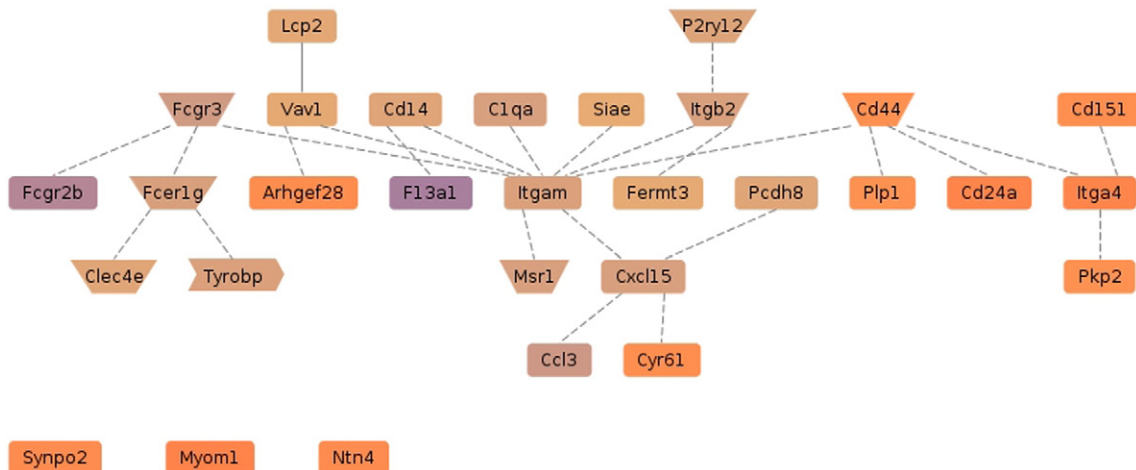 Lcp2
P2ry12
Fcgr3
Vav1
Cd14
C1qa
Siae
Itgb2
Cd44
Cd151
Fcgr2b
Fcer1g
Arhgef28
F13a1
Itgam
Fermt3
Pcdh8
Plp1
Cd24a
Itga4
Clec4e
Tyrobp
Msr1
Cxcl15
Pkp2
Ccl3
Cyr61
Synpo2
Myom1
Ntn4